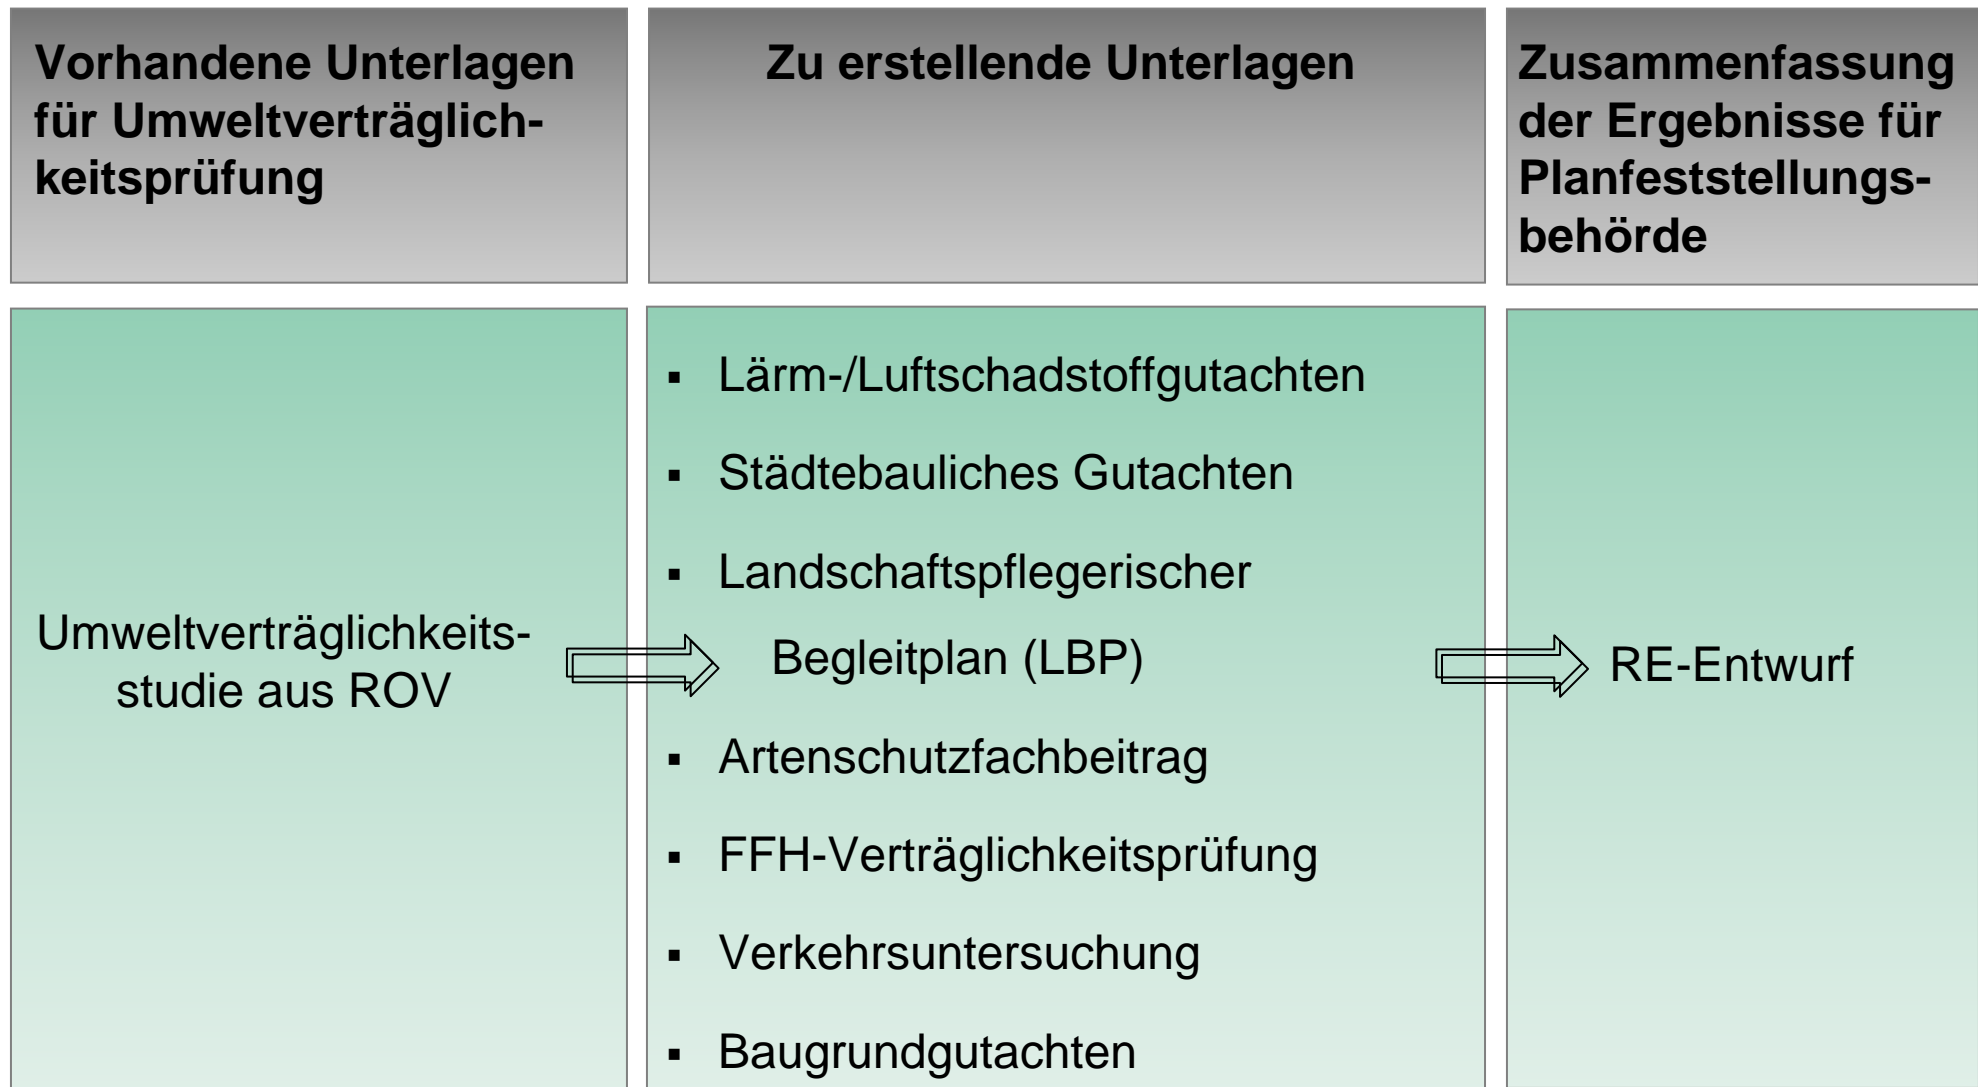 Vorhandene Unterlagen
für Umweltverträglich-
keitsprüfung
Zu erstellende Unterlagen
Zusammenfassung
der Ergebnisse für
Planfeststellungs-
behörde
Umweltverträglichkeits-
studie aus ROV
▪ Lärm-/Luftschadstoffgutachten
▪ Städtebauliches Gutachten
▪ Landschaftspflegerischer
Begleitplan (LBP)
▪ Artenschutzfachbeitrag
▪ FFH-Verträglichkeitsprüfung
▪ Verkehrsuntersuchung
▪ Baugrundgutachten
RE-Entwurf